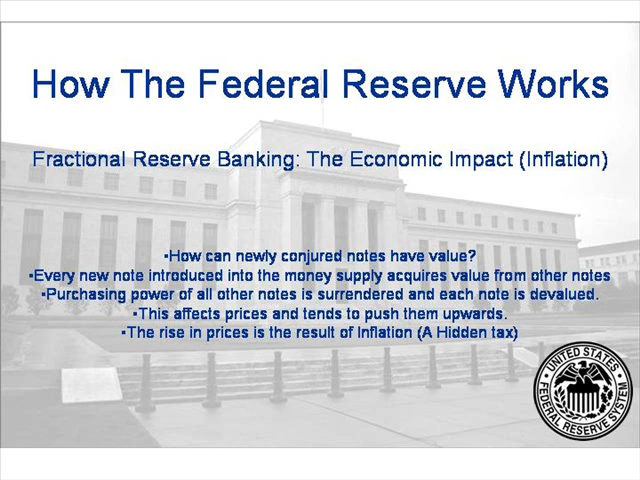 How The Federal Reserve Works
Fractional Reserve Banking: The Economic Impact (Inflation)
•How can newly conjured notes have value?
•Every new note introduced into the money supply acquires value from other notes
•Purchasing power of all other notes is surrendered and each note is devalued.
•This affects prices and tends to push them upwards.
•The rise in prices is the result of Inflation (A Hidden tax)
UNITED STATES
FEDERAL RESERVE SYSTEM